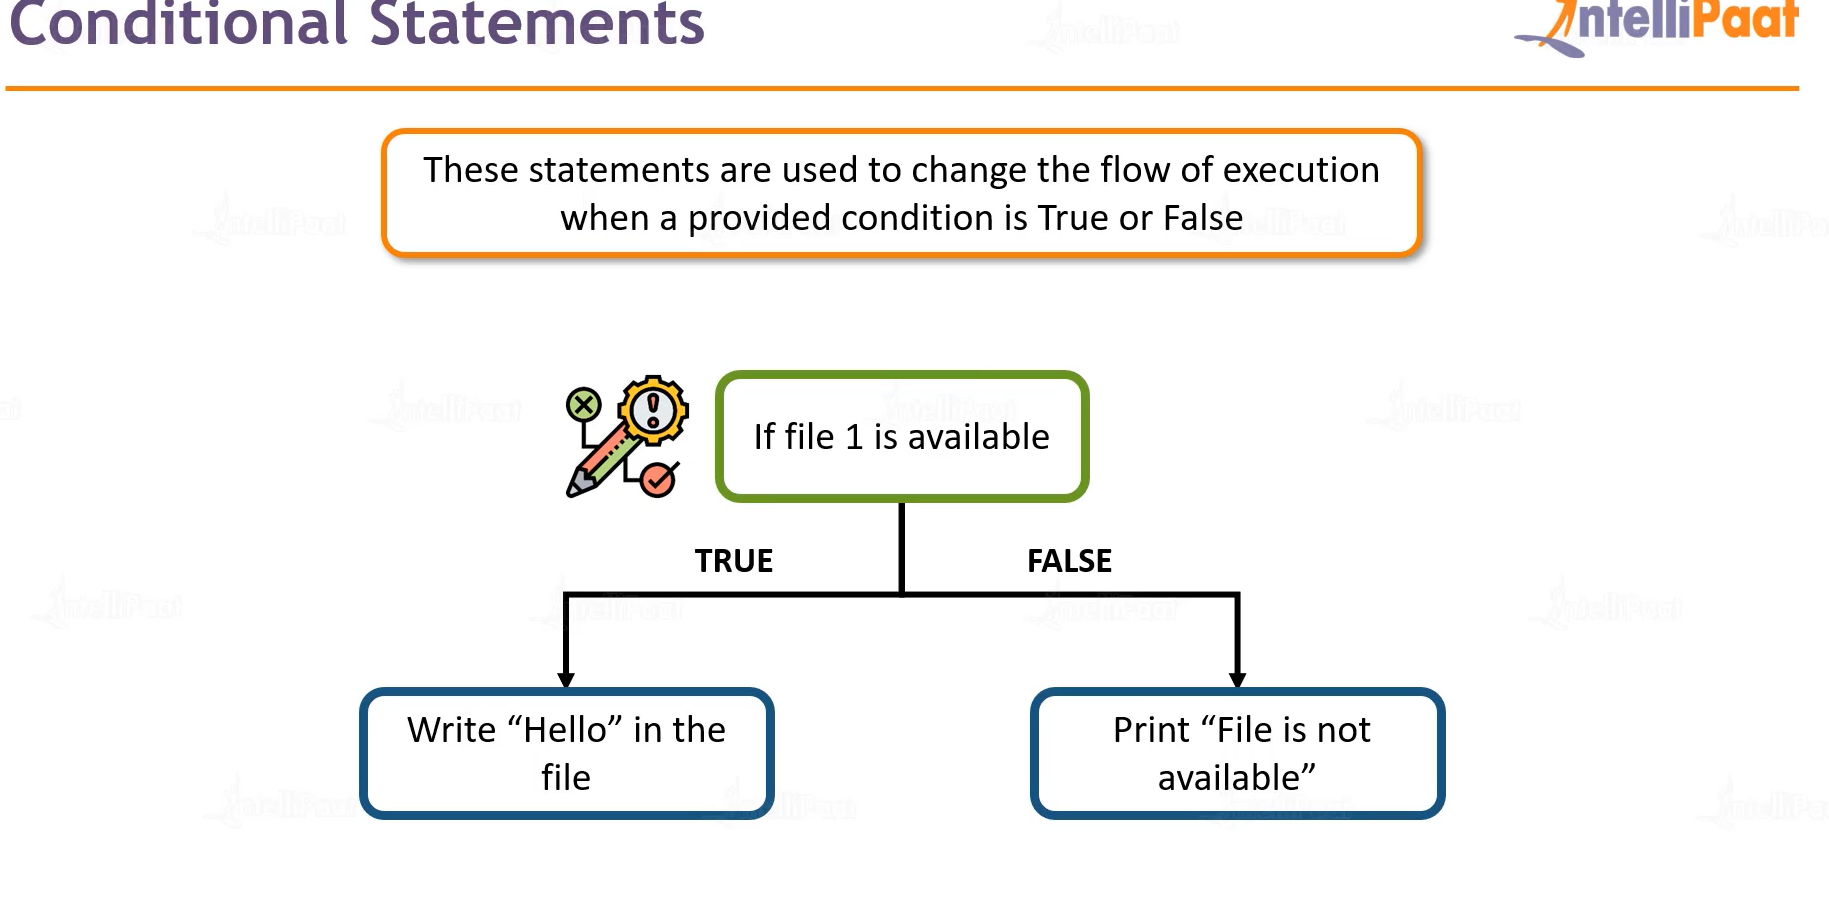 Conditional Statements
IntelliPaat
These statements are used to change the flow of execution
when a provided condition is True or False
If file 1 is available
TRUE
FALSE
Write “Hello” in the
file
Print “File is not
available”